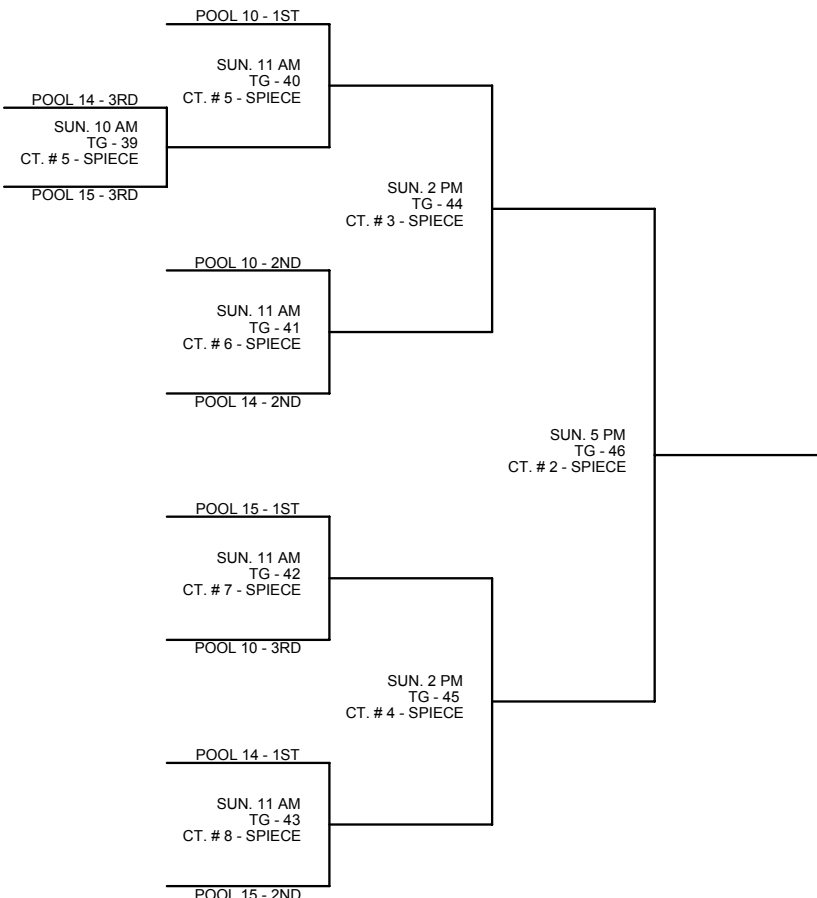 POOL 10 - 1ST
SUN. 11 AM
TG - 40
CT. # 5 - SPIECE
POOL 14 - 3RD
SUN. 10 AM
TG - 39
CT. # 5 - SPIECE
POOL 15 - 3RD
SUN. 2 PM
TG - 44
CT. # 3 - SPIECE
POOL 10 - 2ND
SUN. 11 AM
TG - 41
CT. # 6 - SPIECE
POOL 14 - 2ND
SUN. 5 PM
TG - 46
CT. # 2 - SPIECE
POOL 15 - 1ST
SUN. 11 AM
TG - 42
CT. # 7 - SPIECE
POOL 10 - 3RD
SUN. 2 PM
TG - 45
CT. # 4 - SPIECE
POOL 14 - 1ST
SUN. 11 AM
TG - 43
CT. # 8 - SPIECE
POOL 15 - 2ND